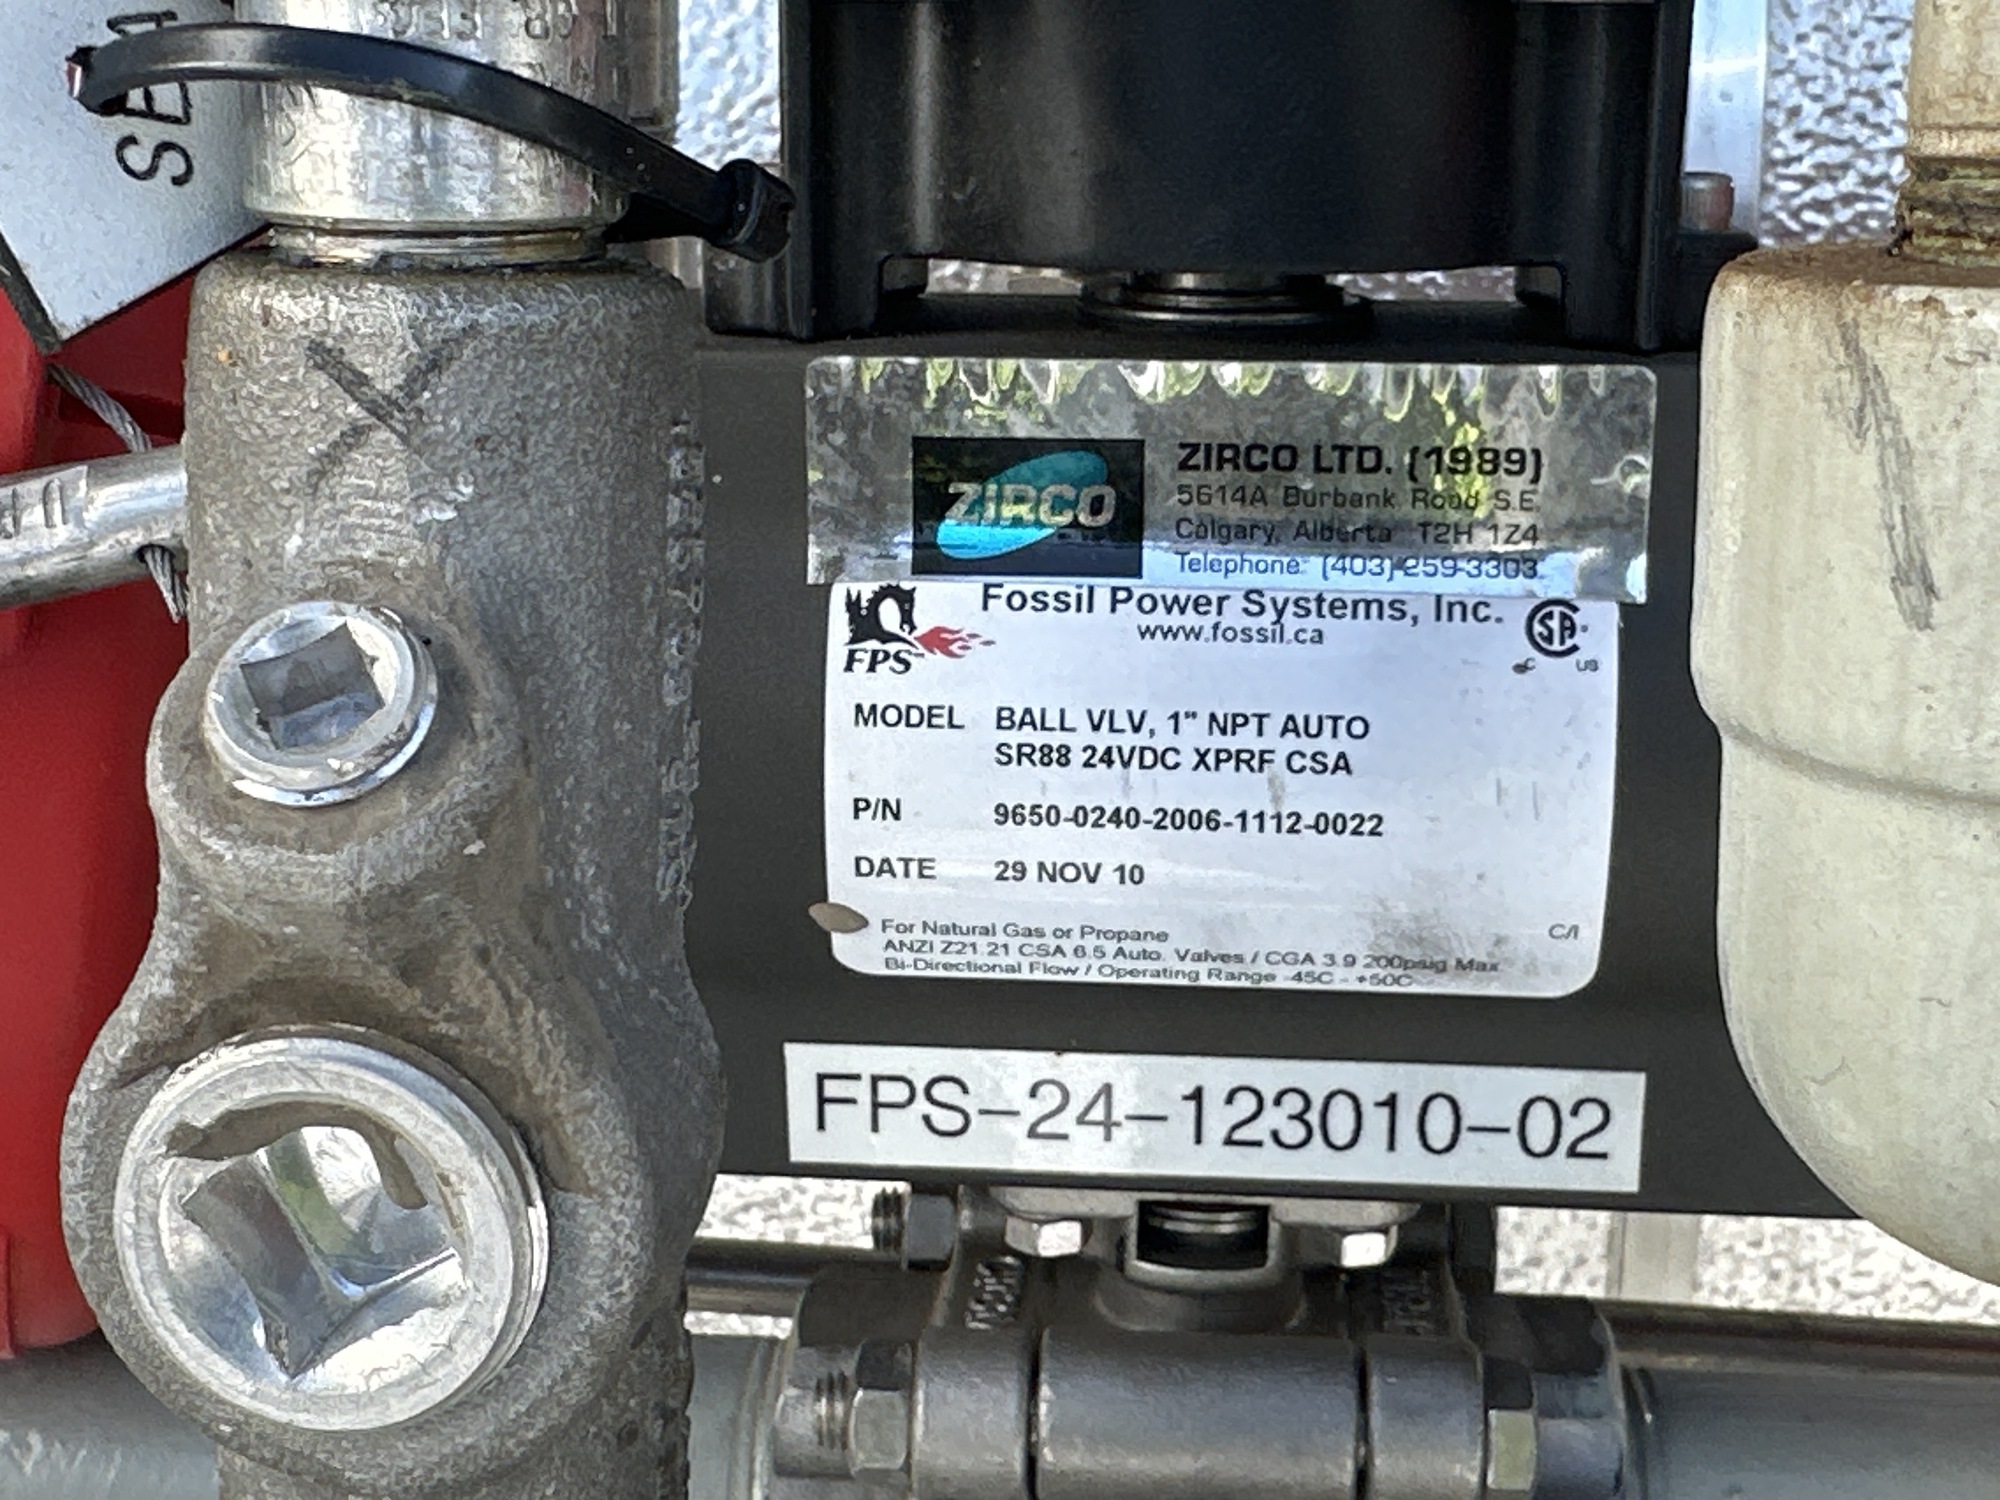 SEA
ZIRCO
ZIRCO LTD. (1989)
5614A Burbank Road S.E.
Calgary, Alberta T2H 1Z4
Telephone: (403) 259-3303
FPS
Fossil Power Systems, Inc.
www.fossil.ca
C US
MODEL BALL VLV, 1" NPT AUTO
SR88 24VDC XPRF CSA
P/N 9650-0240-2006-1112-0022
DATE 29 NOV 10
For Natural Gas or Propane C/I
ANZI Z21.21 CSA 6.5 Auto. Valves / CGA 3.9 200psig Max
Bi-Directional Flow / Operating Range -45C - +50C
FPS-24-123010-02